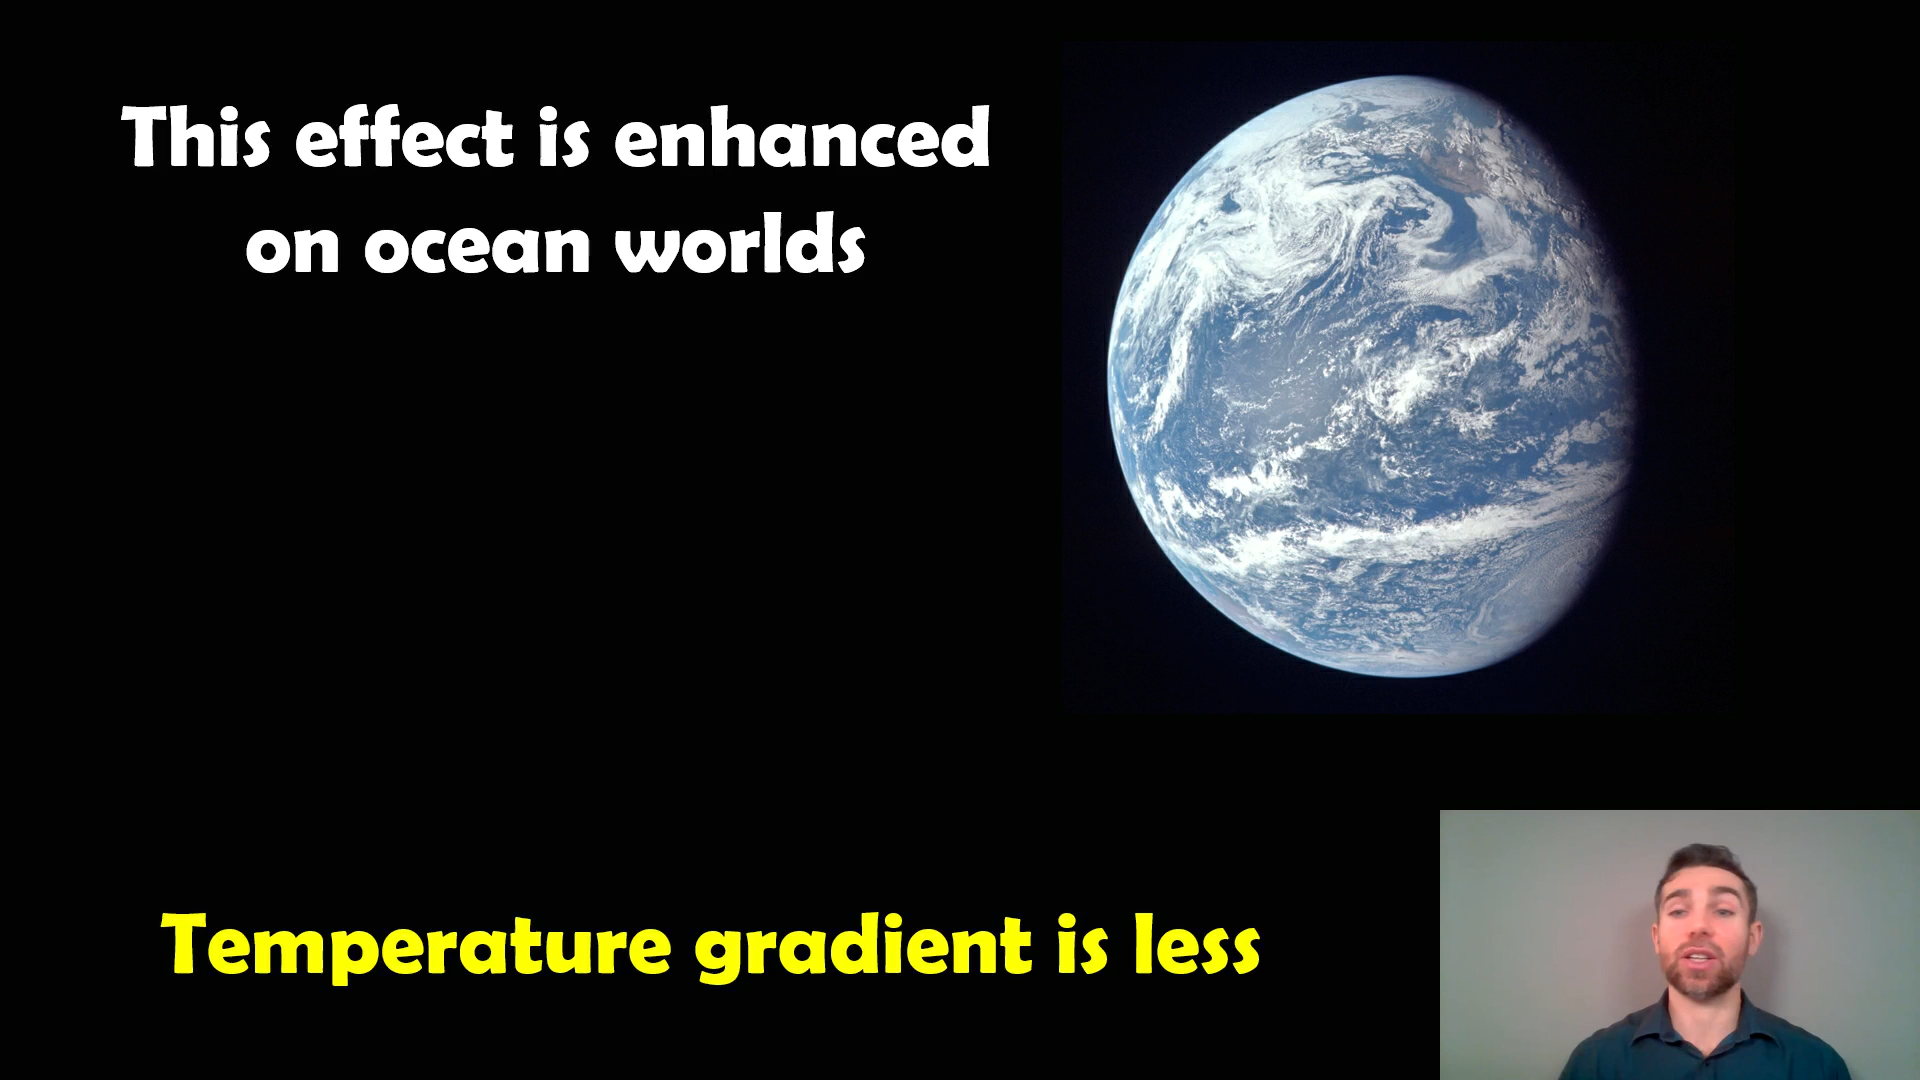 This effect is enhanced
on ocean worlds
Temperature gradient is less